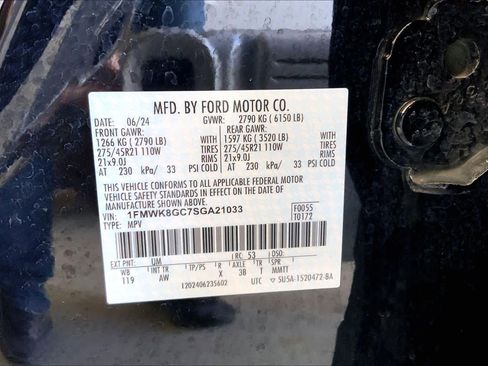 MFD. BY FORD MOTOR CO.
DATE: 06/24 GVWR: 2790 KG ( 6150 LB)
FRONT GAWR: REAR GAWR:
1266 KG ( 2790 LB) WITH 1597 KG ( 3520 LB) WITH
275/45R21 110W TIRES 275/45R21 110W TIRES
21x9.0J RIMS 21x9.0J RIMS
AT 230 kPa/ 33 PSI COLD AT 230 kPa/ 33 PSI COLD
THIS VEHICLE CONFORMS TO ALL APPLICABLE FEDERAL MOTOR
VEHICLE SAFETY STANDARDS IN EFFECT ON THE DATE OF
MANUFACTURE SHOWN ABOVE.
VIN: 1FMWK8GC7SGA21033 F0055
TYPE: MPV T0172
EXT PNT: UM RC: 53 DSO:
WB TP/PS R AXLE TR SPR
119 AW X 3B T MMTT
1202406235602 UTC 5U5A-1520472-BA